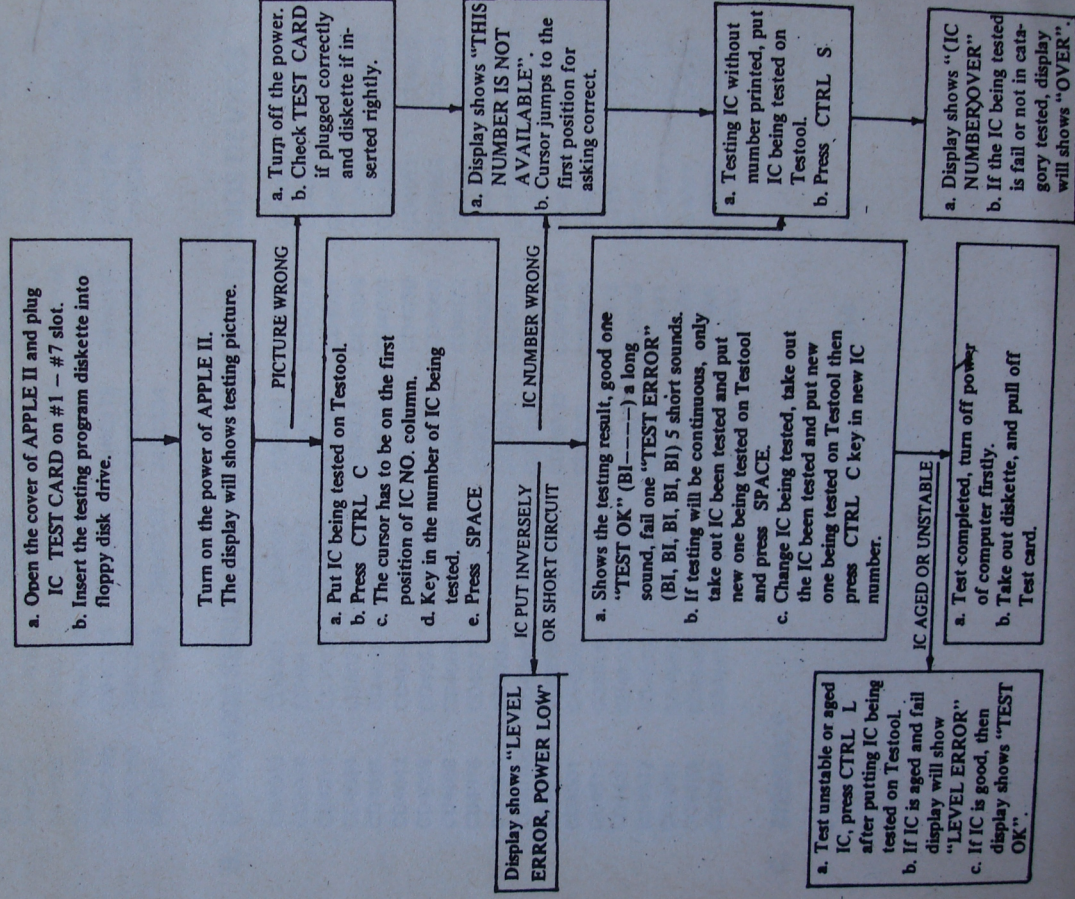 a. Open the cover of APPLE II and plug
IC TEST CARD on #1 – #7 slot.
b. Insert the testing program diskette into
floppy disk drive.
Turn on the power of APPLE II.
The display will shows testing picture.
PICTURE WRONG
a. Turn off the power.
b. Check TEST CARD
if plugged correctly
and diskette if in-
serted rightly.
a. Put IC being tested on Testool.
b. Press CTRL C
c. The cursor has to be on the first
position of IC NO. column.
d. Key in the number of IC being
tested.
e. Press SPACE
IC NUMBER WRONG
a. Display shows “THIS
NUMBER IS NOT
AVAILABLE”.
b. Cursor jumps to the
first position for
asking correct.
IC PUT INVERSELY
OR SHORT CIRCUIT
Display shows “LEVEL
ERROR, POWER LOW”
a. Shows the testing result, good one
“TEST OK” (BI-----) a long
sound, fail one “TEST ERROR”
(BI, BI, BI, BI, BI) 5 short sounds.
b. If testing will be continuous, only
take out IC been tested and put
new one being tested on Testool
and press SPACE.
c. Change IC being tested, take out
the IC been tested and put new
one being tested on Testool then
press CTRL C key in new IC
number.
a. Testing IC without
number printed, put
IC being tested on
Testool.
b. Press CTRL S
a. Display shows “(IC
NUMBER)OVER”
b. If the IC being tested
is fail or not in cata-
gory tested, display
will shows “OVER”.
IC AGED OR UNSTABLE
a. Test unstable or aged
IC, press CTRL L
after putting IC being
tested on Testool.
b. If IC is aged and fail
display will show
“LEVEL ERROR”
c. If IC is good, then
display shows “TEST
OK”.
a. Test completed, turn off power
of computer firstly.
b. Take out diskette, and pull off
Test card.